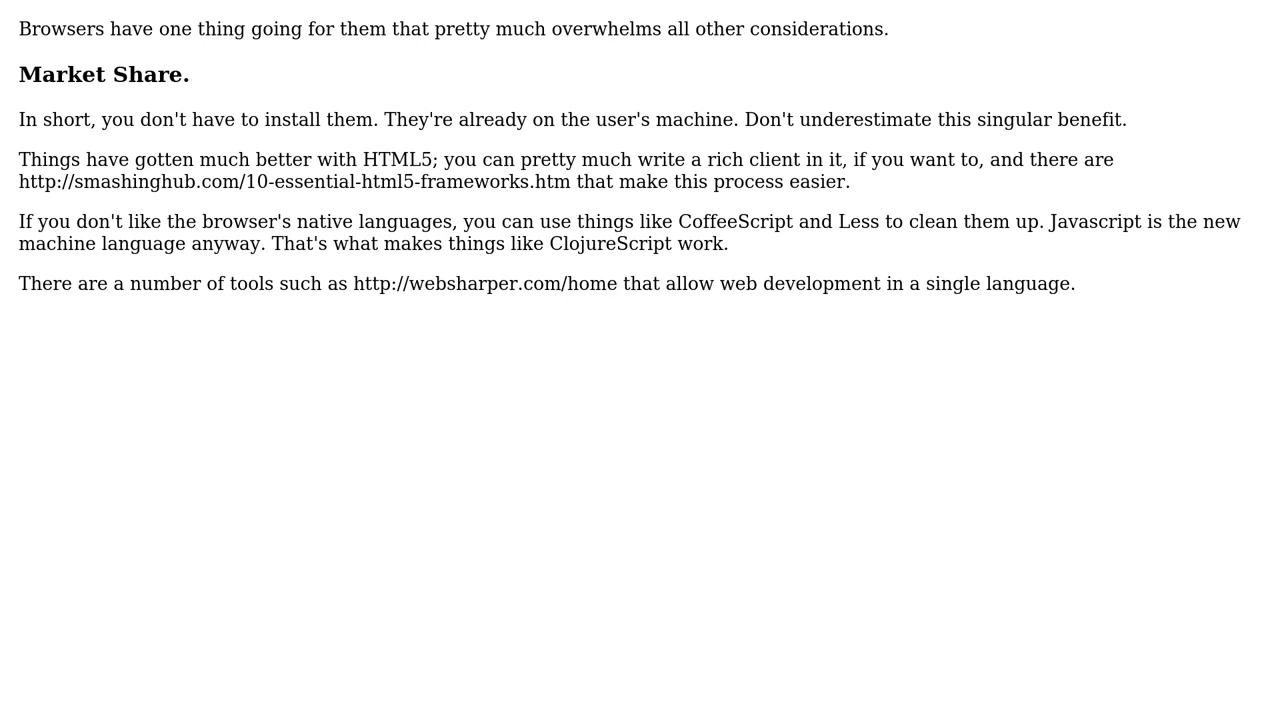 Browsers have one thing going for them that pretty much overwhelms all other considerations.
Market Share.
In short, you don't have to install them. They're already on the user's machine. Don't underestimate this singular benefit.
Things have gotten much better with HTML5; you can pretty much write a rich client in it, if you want to, and there are
http://smashinghub.com/10-essential-html5-frameworks.htm that make this process easier.
If you don't like the browser's native languages, you can use things like CoffeeScript and Less to clean them up. Javascript is the new
machine language anyway. That's what makes things like ClojureScript work.
There are a number of tools such as http://websharper.com/home that allow web development in a single language.